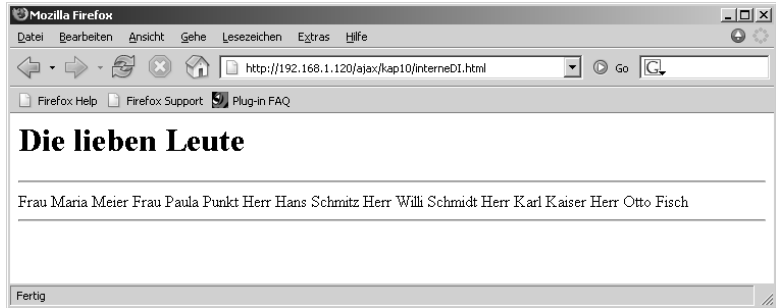 Mozilla Firefox
Datei Bearbeiten Ansicht Gehe Lesezeichen Extras Hilfe
http://192.168.1.120/ajax/kap10/interneDI.html Go G
Firefox Help Firefox Support Plug-in FAQ
Die lieben Leute
Frau Maria Meier Frau Paula Punkt Herr Hans Schmitz Herr Willi Schmidt Herr Karl Kaiser Herr Otto Fisch
Fertig